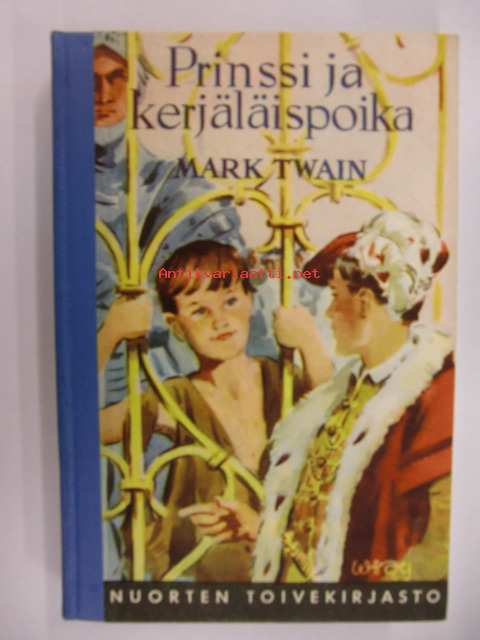 Prinssi ja
kerjäläispoika
MARK TWAIN
Antikvariaatti.net
NUORTEN TOIVEKIRJASTO